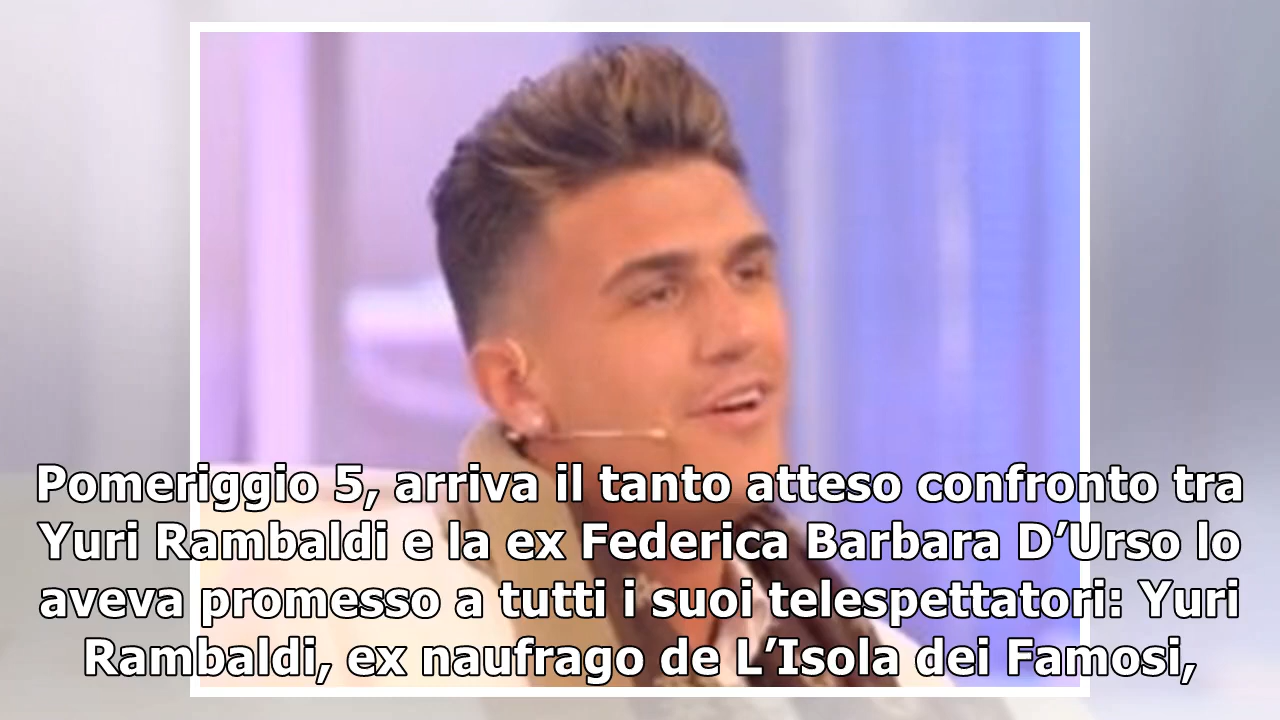 Pomeriggio 5, arriva il tanto atteso confronto tra
Yuri Rambaldi e la ex Federica Barbara D’Urso lo
aveva promesso a tutti i suoi telespettatori: Yuri
Rambaldi, ex naufrago de L’Isola dei Famosi,